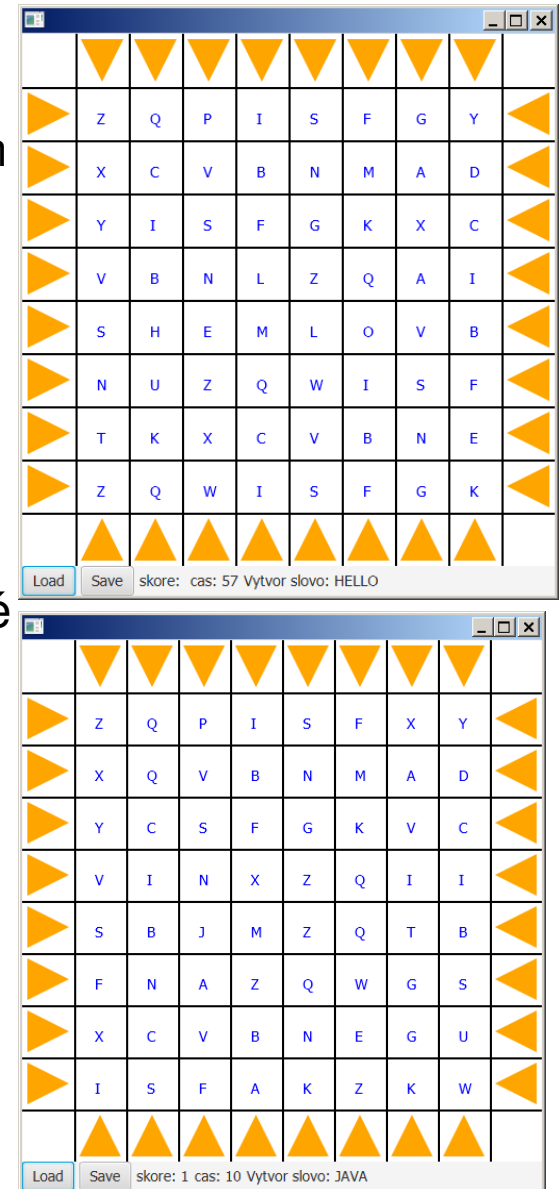 Z Q P I S F G Y
X C V B N M A D
Y I S F G K X C
V B N L Z Q A I
S H E M L O V B
N U Z Q W I S F
T K X C V B N E
Z Q W I S F G K
Load Save skore: cas: 57 Vytvor slovo: HELLO
é
Z Q P I S F X Y
X Q V B N M A D
Y C S F G K V C
V I N X Z Q I I
S B J M Z Q T B
F N A Z Q W G S
X C V B N E G U
I S F A K Z K W
Load Save skore: 1 cas: 10 Vytvor slovo: JAVA